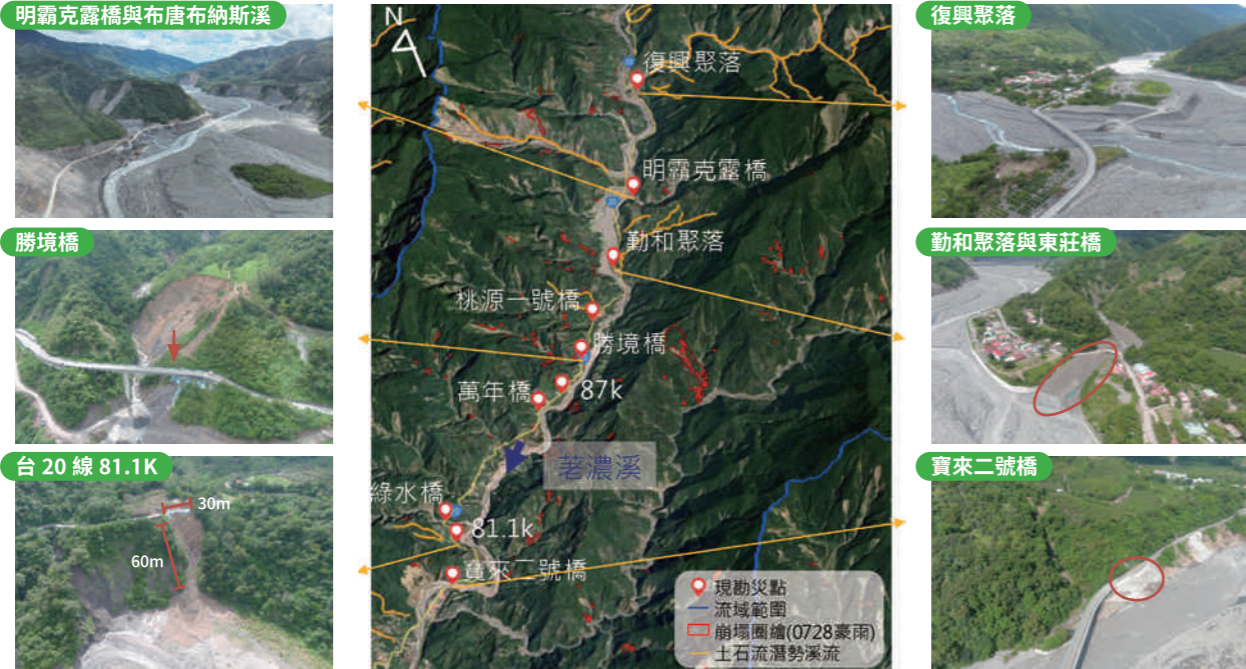 明霸克露橋與布唐布納斯溪
勝境橋
台 20 線 81.1K
30m
60m
N
復興聚落
明霸克露橋
20
勤和聚落
桃源一號橋
勝境橋
87k
萬年橋
荖濃溪
綠水橋
81.1k
寶來二號橋
現勘災點
流域範圍
崩塌圈繪(0728豪雨)
土石流潛勢溪流
復興聚落
勤和聚落與東莊橋
寶來二號橋